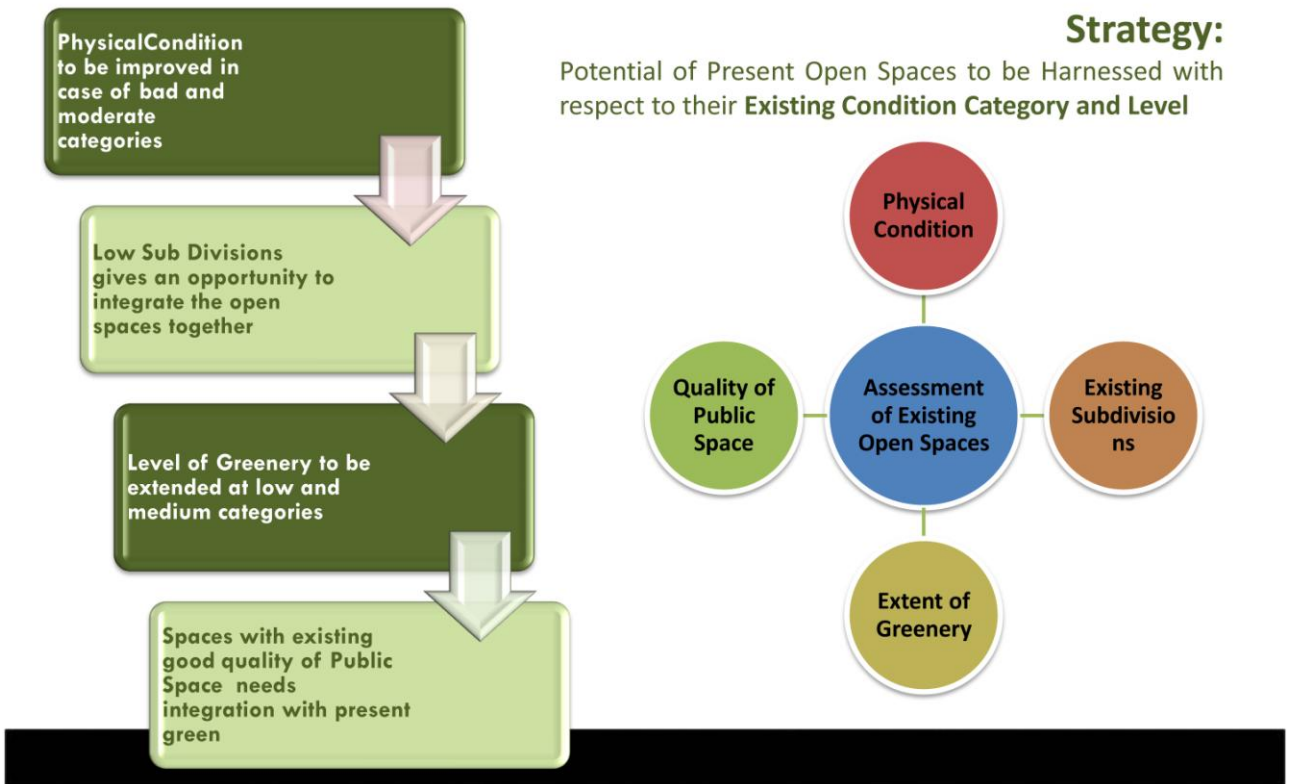 PhysicalCondition
to be improved in
case of bad and
moderate
categories
Low Sub Divisions
gives an opportunity to
integrate the open
spaces together
Level of Greenery to be
extended at low and
medium categories
Spaces with existing
good quality of Public
Space needs
integration with present
green
Strategy:
Potential of Present Open Spaces to be Harnessed with
respect to their Existing Condition Category and Level
Physical
Condition
Quality of
Public
Space
Assessment
of Existing
Open Spaces
Existing
Subdivisio
ns
Extent of
Greenery